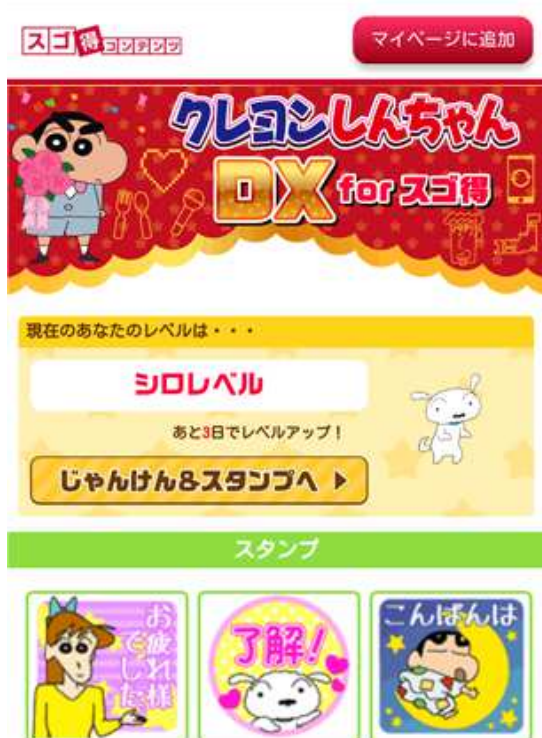 スゴ得コンテンツ
マイページに追加
クレヨンしんちゃん
DX for スゴ得
現在のあなたのレベルは・・・
シロレベル
あと3日でレベルアップ！
じゃんけん&スタンプへ ▶
スタンプ
お疲れ様でした
了解！
こんばんは